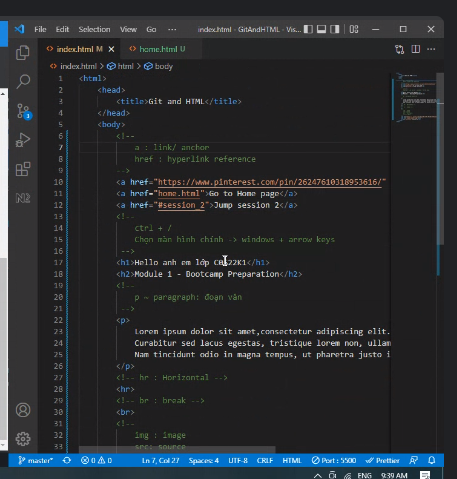 File Edit Selection View Go ··· index.html - GitAndHTML - Vis...
index.html M × home.html U
index.html > html > body
1 <html>
2 <head>
3 <title>Git and HTML</title>
4 </head>
5 <body>
6 <!--
7 a : link/ anchor
8 href : hyperlink reference
9 -->
10 <a href="https://www.pinterest.com/pin/26247610318953616/"
11 <a href="home.html">Go to Home page</a>
12 <a href="#session_2">Jump session 2</a>
13 <!--
14 ctrl + /
15 Chọn màn hình chính -> windows + arrow keys
16 -->
17 <h1>Hello anh em lớp C0322K1</h1>
18 <h2>Module 1 - Bootcamp Preparation</h2>
19 <!--
20 p = paragraph: đoạn văn
21 -->
22 <p>
23 Lorem ipsum dolor sit amet,consectetur adipiscing elit.
24 Curabitur sed lacus egestas, tristique lorem non, ullam
25 Nam tincidunt odio in magna tempus, ut pharetra justo i
26 </p>
27 <!-- hr : Horizontal -->
28 <hr>
29 <!-- br : break -->
30 <br>
31 <!--
32 img : image
33 src: source
master* 0 0 Ln 7, Col 27 Spaces: 4 UTF-8 CRLF HTML Port : 5500 Prettier
ENG 9:39 AM